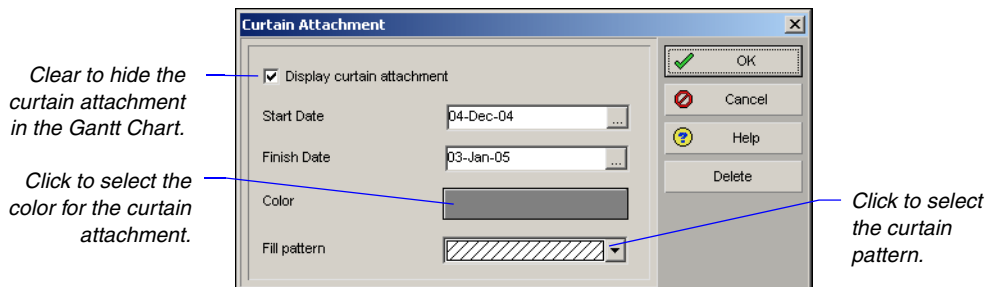 Curtain Attachment
Clear to hide the
curtain attachment
in the Gantt Chart.
Display curtain attachment
Start Date
04-Dec-04
...
Finish Date
03-Jan-05
...
Click to select the
color for the curtain
attachment.
Color
Fill pattern
OK
Cancel
Help
Delete
Click to select
the curtain
pattern.